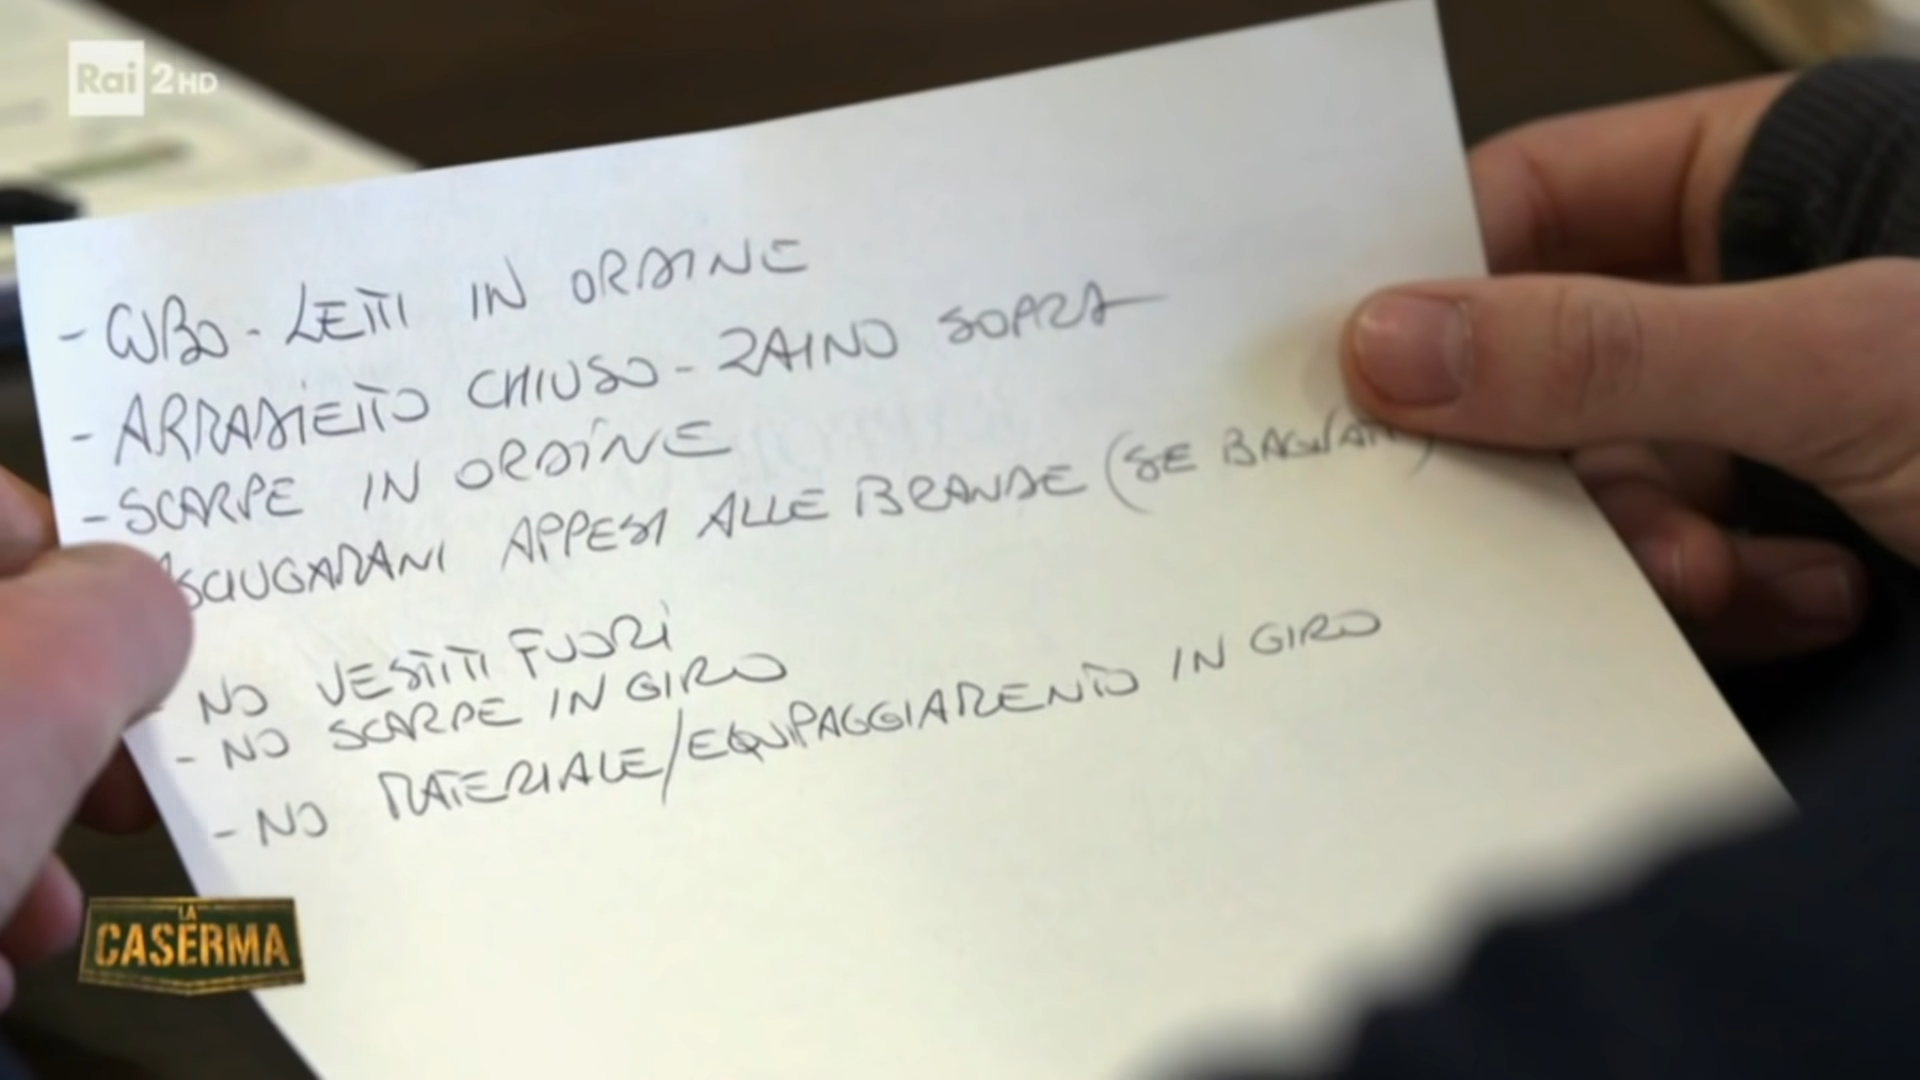 Rai 2 HD
- CUBO - LETTI IN ORDINE
- ARMADIETTO CHIUSO - ZAINO SOPRA
- SCARPE IN ORDINE
ASCIUGAMANI APPESI ALLE BRANDE (SE BAGNATI)
- NO VESTITI FUORI
- NO SCARPE IN GIRO
- NO MATERIALE/EQUIPAGGIAMENTO IN GIRO
LA
CASERMA